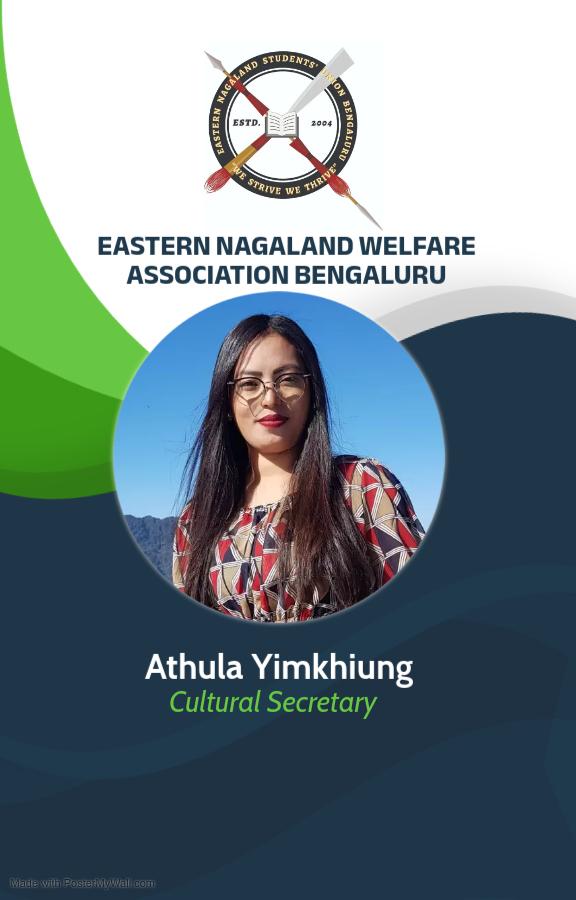 EASTERN NAGALAND STUDENTS' UNION BENGALURU
ESTD. 2004
"WE STRIVE WE THRIVE"
EASTERN NAGALAND WELFARE
ASSOCIATION BENGALURU
Athula Yimkhiung
Cultural Secretary
Made with PosterMyWall.com